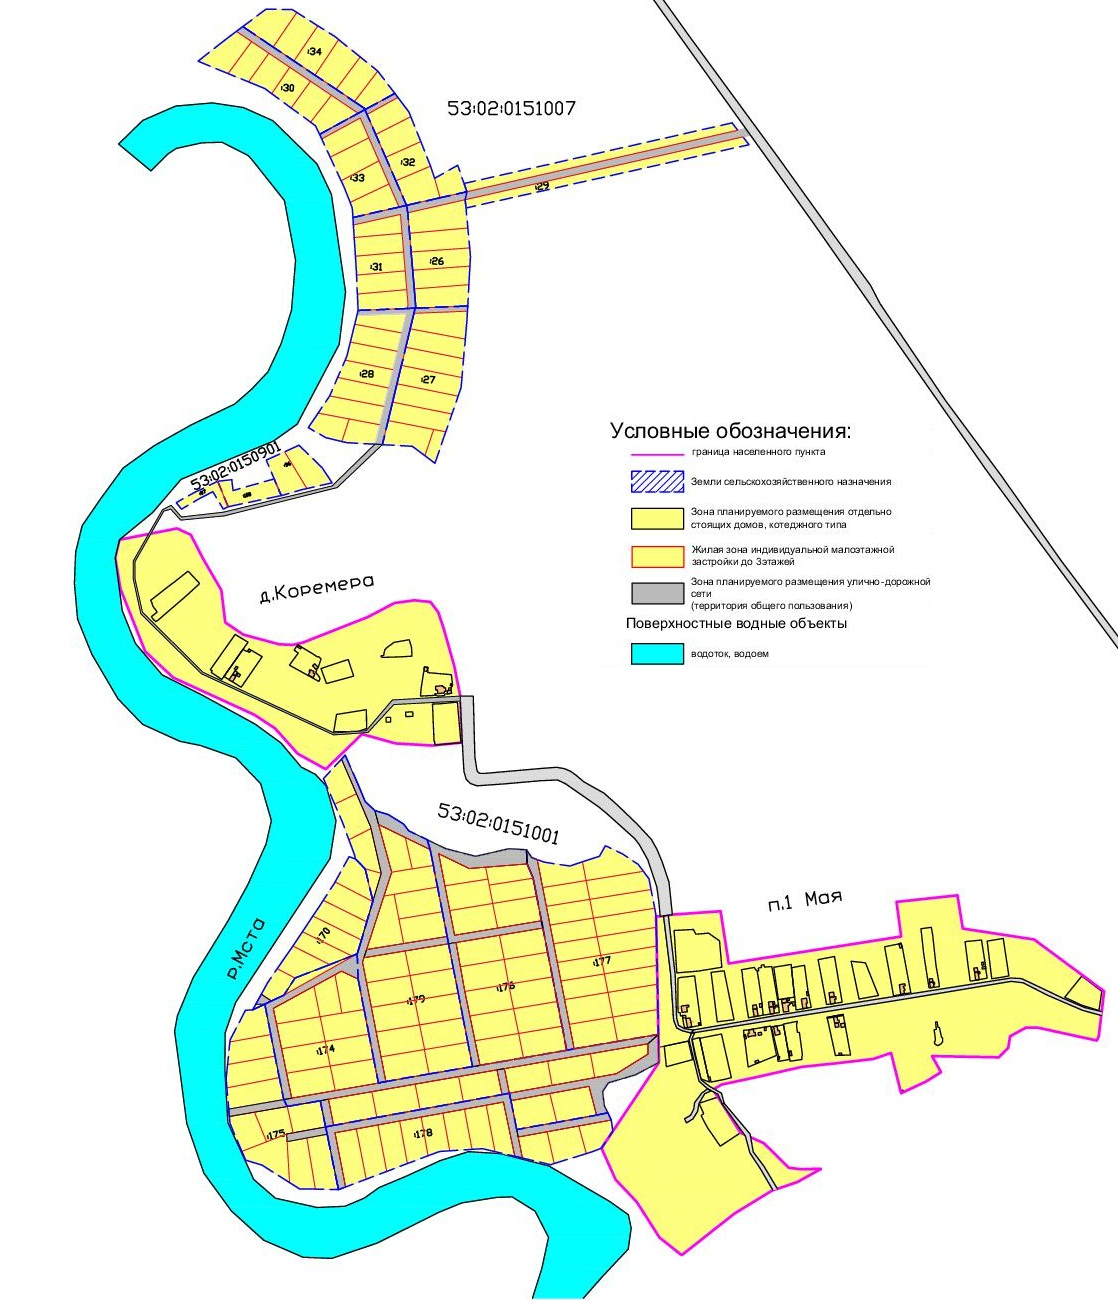 :34
:30
53:02:0151007
:32
:33
:29
:31
:26
:28
:27
Условные обозначения:
граница населенного пункта
Земли сельскохозяйственного назначения
Зона планируемого размещения отдельно
стоящих домов, котеджного типа
Жилая зона индивидуальной малоэтажной
застройки до 3этажей
Зона планируемого размещения улично-дорожной
сети
(территория общего пользования)
Поверхностные водные объекты
водоток, водоем
53:02:0150901
д.Коремера
53:02:0151001
п.1 Мая
р.Мста
:170
:177
:179
:176
:174
:175
:178